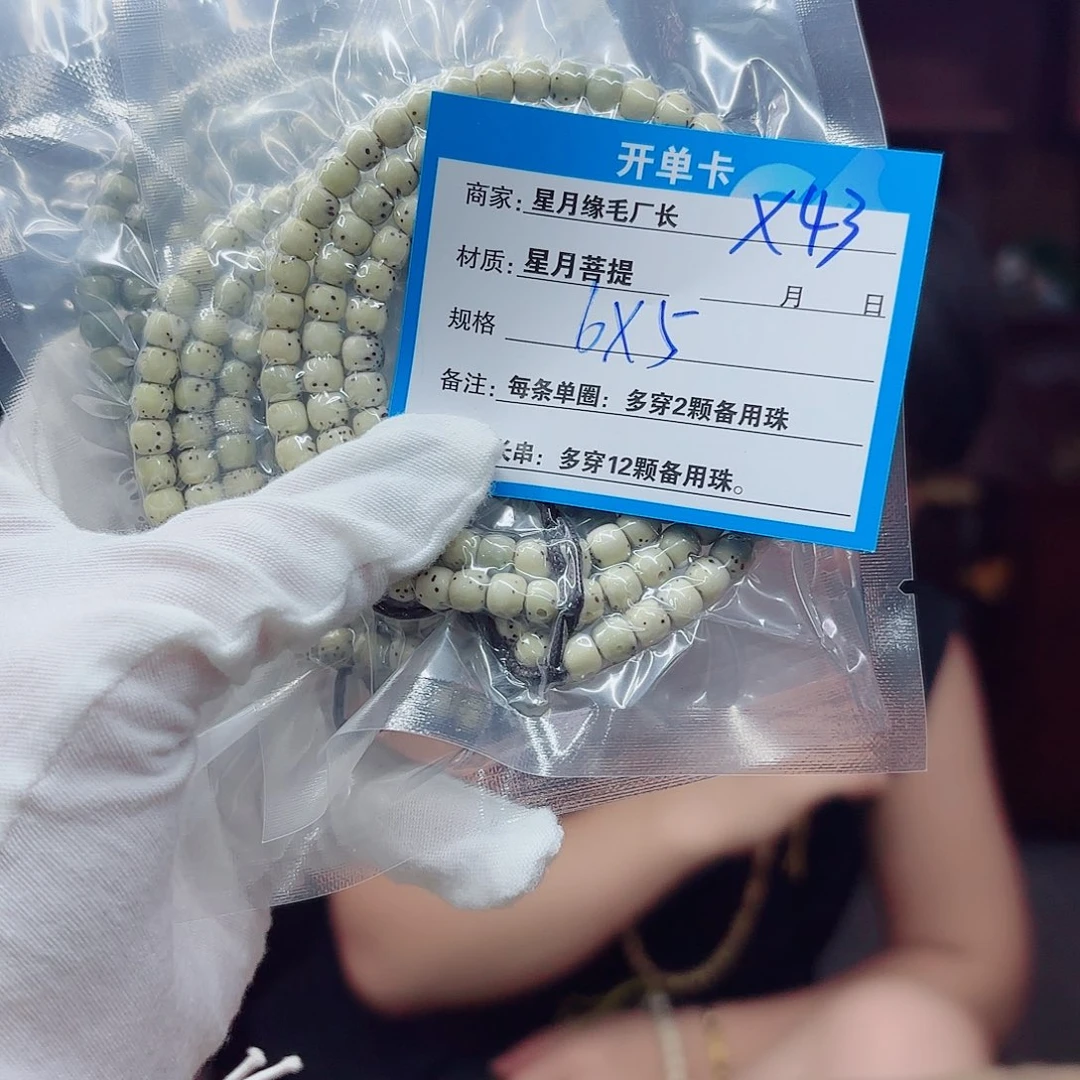 开单卡
商家：星月缘毛厂长 X43
材质：星月菩提 月 日
规格 6X5
备注：每条单圈：多穿2颗备用珠
长串：多穿12颗备用珠。